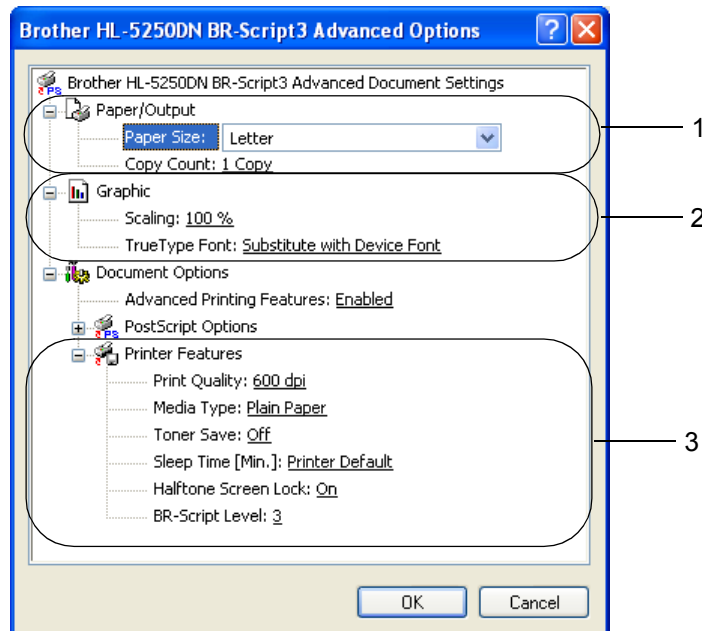 Brother HL-5250DN BR-Script3 Advanced Options
Brother HL-5250DN BR-Script3 Advanced Document Settings
Paper/Output
Paper Size: Letter
1
Copy Count: 1 Copy
Graphic
Scaling: 100 %
2
TrueType Font: Substitute with Device Font
Document Options
Advanced Printing Features: Enabled
PS PostScript Options
Printer Features
Print Quality: 600 dpi
Media Type: Plain Paper
Toner Save: Off
3
Sleep Time [Min.]: Printer Default
Halftone Screen Lock: On
BR-Script Level: 3
OK Cancel